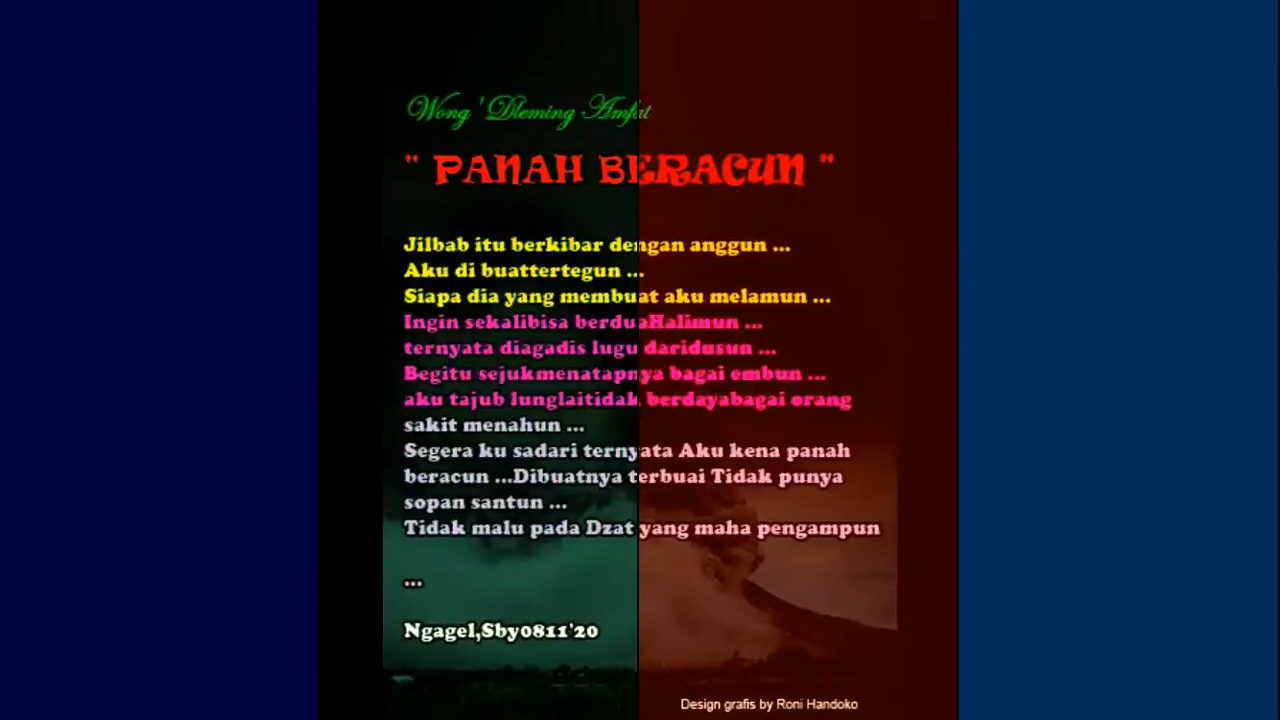 Wong ' Dleming Amfat
" PANAH BERACUN "
Jilbab itu berkibar dengan anggun ...
Aku di buattertegun ...
Siapa dia yang membuat aku melamun ...
Ingin sekalibisa berduaHalimun ...
ternyata diagadis lugu daridusun ...
Begitu sejukmenatapnya bagai embun ...
aku tajub lunglaitidak berdayabagai orang
sakit menahun ...
Segera ku sadari ternyata Aku kena panah
beracun ...Dibuatnya terbuai Tidak punya
sopan santun ...
Tidak malu pada Dzat yang maha pengampun
...
Ngagel,Sby0811'20
Design grafis by Roni Handoko